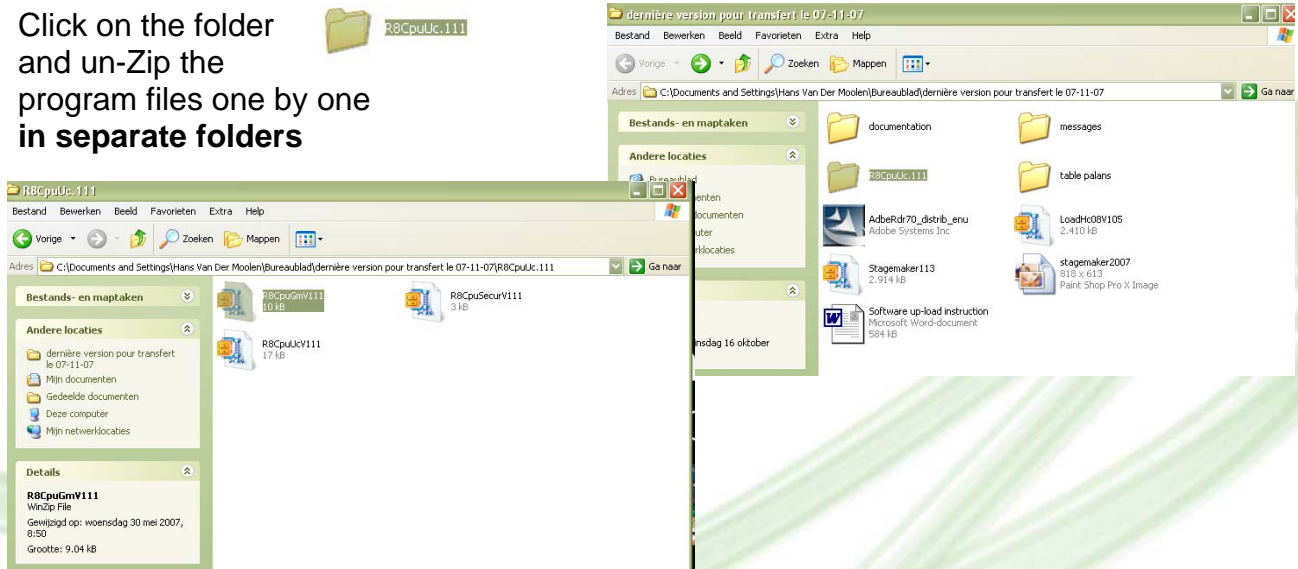 Click on the folder
R8CpuUc.111
and un-Zip the
program files one by one
in separate folders
dernière version pour transfert le 07-11-07
Bestand Bewerken Beeld Favorieten Extra Help
Vorige Zoeken Mappen
Adres C:\Documents and Settings\Hans Van Der Moolen\Bureaublad\dernière version pour transfert le 07-11-07 Ga naar
Bestands- en maptaken
Andere locaties
Bureaublad
documentation
messages
R8CpuUc.111
table palans
AdbeRdr70_distrib_enu
Adobe Systems Inc
LoadHc08V105
2.410 kB
Stagemaker113
2.914 kB
stagemaker2007
818 x 613
Paint Shop Pro X Image
Software up-load instruction
Microsoft Word-document
584 kB
insdag 16 oktober
R8CpuUc.111
Bestand Bewerken Beeld Favorieten Extra Help
Vorige Zoeken Mappen
Adres C:\Documents and Settings\Hans Van Der Moolen\Bureaublad\dernière version pour transfert le 07-11-07\R8CpuUc.111 Ga naar
Bestands- en maptaken
Andere locaties
dernière version pour transfert
le 07-11-07
Mijn documenten
Gedeelde documenten
Deze computer
Mijn netwerklocaties
Details
R8CpuGmV111
WinZip File
Gewijzigd op: woensdag 30 mei 2007,
8:50
Grootte: 9.04 kB
R8CpuGmV111
10 kB
R8CpuSecurV111
3 kB
R8CpuUcV111
17 kB